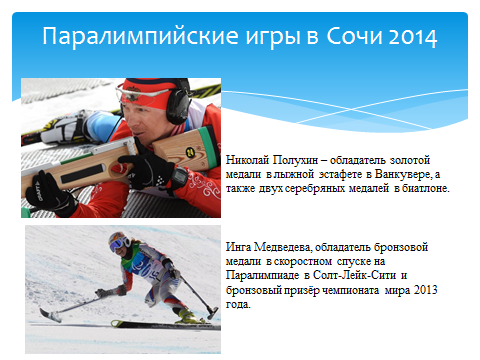 Паралимпийские игры в Сочи 2014
Николай Полухин – обладатель золотой
медали в лыжной эстафете в Ванкувере, а
также двух серебряных медалей в биатлоне.
Инга Медведева, обладатель бронзовой
медали в скоростном спуске на
Паралимпиаде в Солт-Лейк-Сити и
бронзовый призёр чемпионата мира 2013
года.